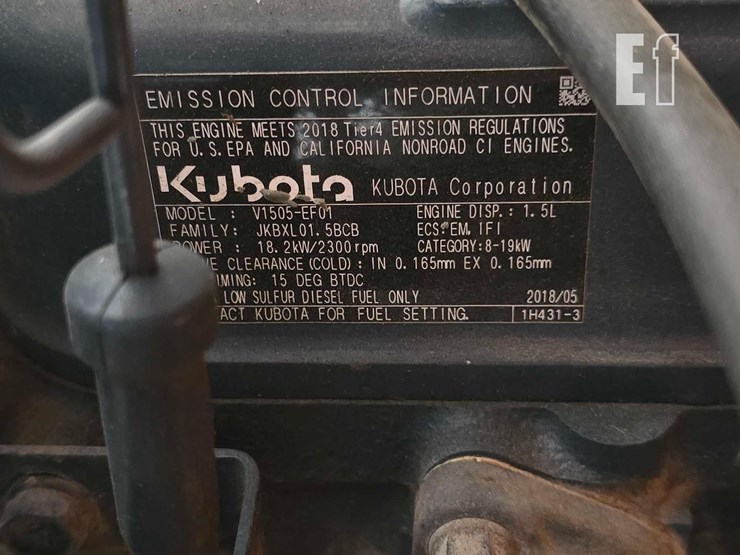 Ef
EMISSION CONTROL INFORMATION
THIS ENGINE MEETS 2018 Tier4 EMISSION REGULATIONS
FOR U.S.EPA AND CALIFORNIA NONROAD CI ENGINES.
Kubota KUBOTA Corporation
MODEL : V1505-EF01 ENGINE DISP.: 1.5L
FAMILY: JKBXL01.5BCB ECS: EM, IFI
POWER : 18.2kW/2300rpm CATEGORY:8-19kW
CLEARANCE (COLD) : IN 0.165mm EX 0.165mm
15 DEG BTDC
LOW SULFUR DIESEL FUEL ONLY 2018/05
KUBOTA FOR FUEL SETTING. 1H431-3